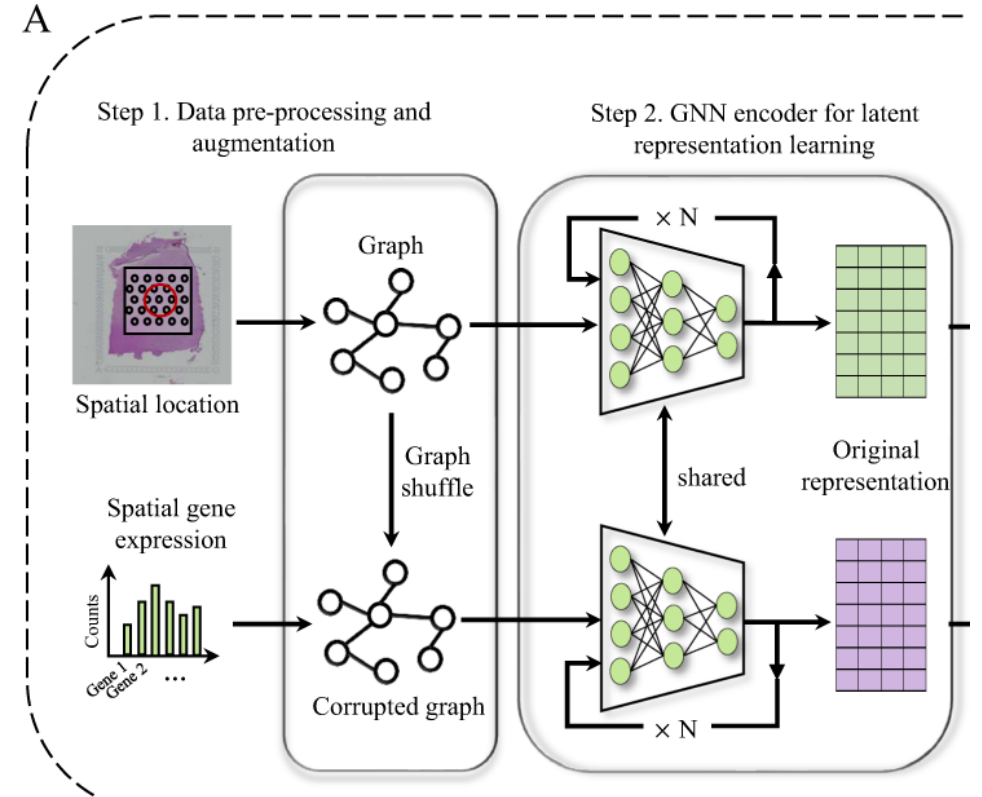 A
Step 1. Data pre-processing and
augmentation
Step 2. GNN encoder for latent
representation learning
Graph
× N
Spatial location
Graph
shuffle
shared
Original
representation
Spatial gene
expression
Counts
Gene 1
Gene 2
...
Corrupted graph
× N